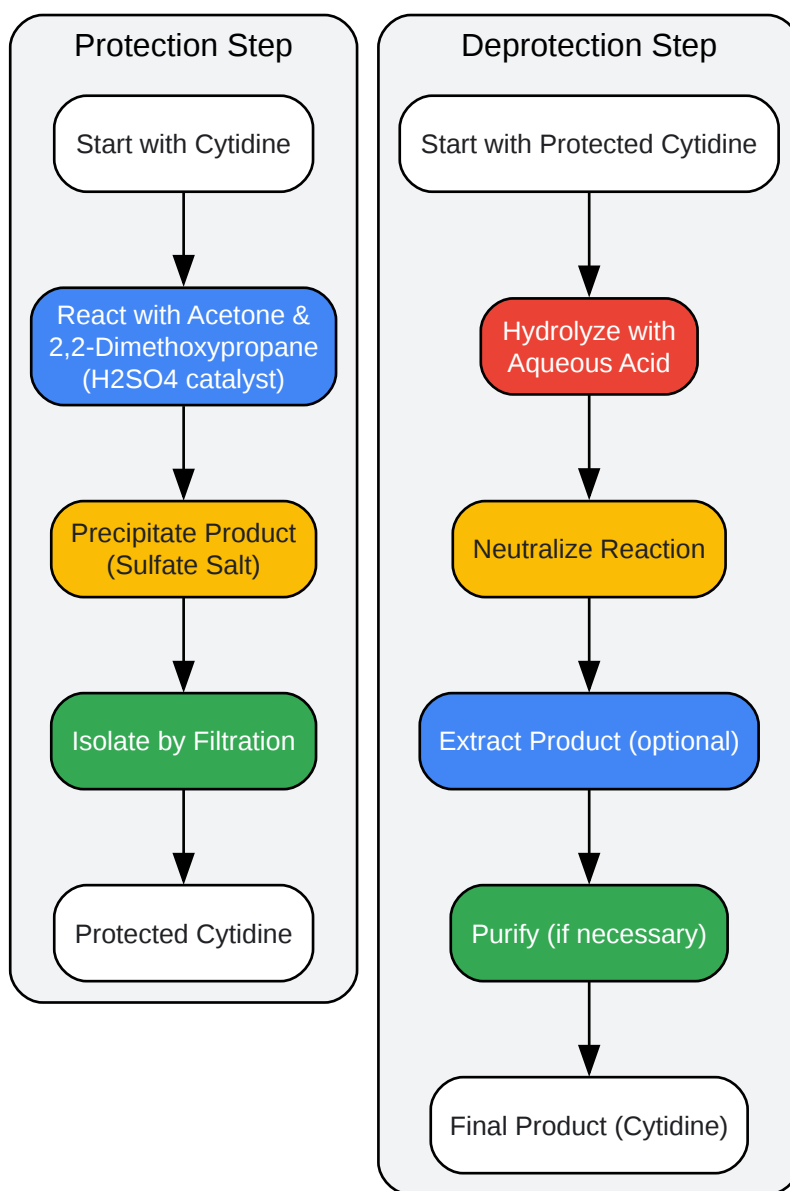 Protection Step
Start with Cytidine
React with Acetone &
2,2-Dimethoxypropane
(H2SO4 catalyst)
Precipitate Product
(Sulfate Salt)
Isolate by Filtration
Protected Cytidine
Deprotection Step
Start with Protected Cytidine
Hydrolyze with
Aqueous Acid
Neutralize Reaction
Extract Product (optional)
Purify (if necessary)
Final Product (Cytidine)